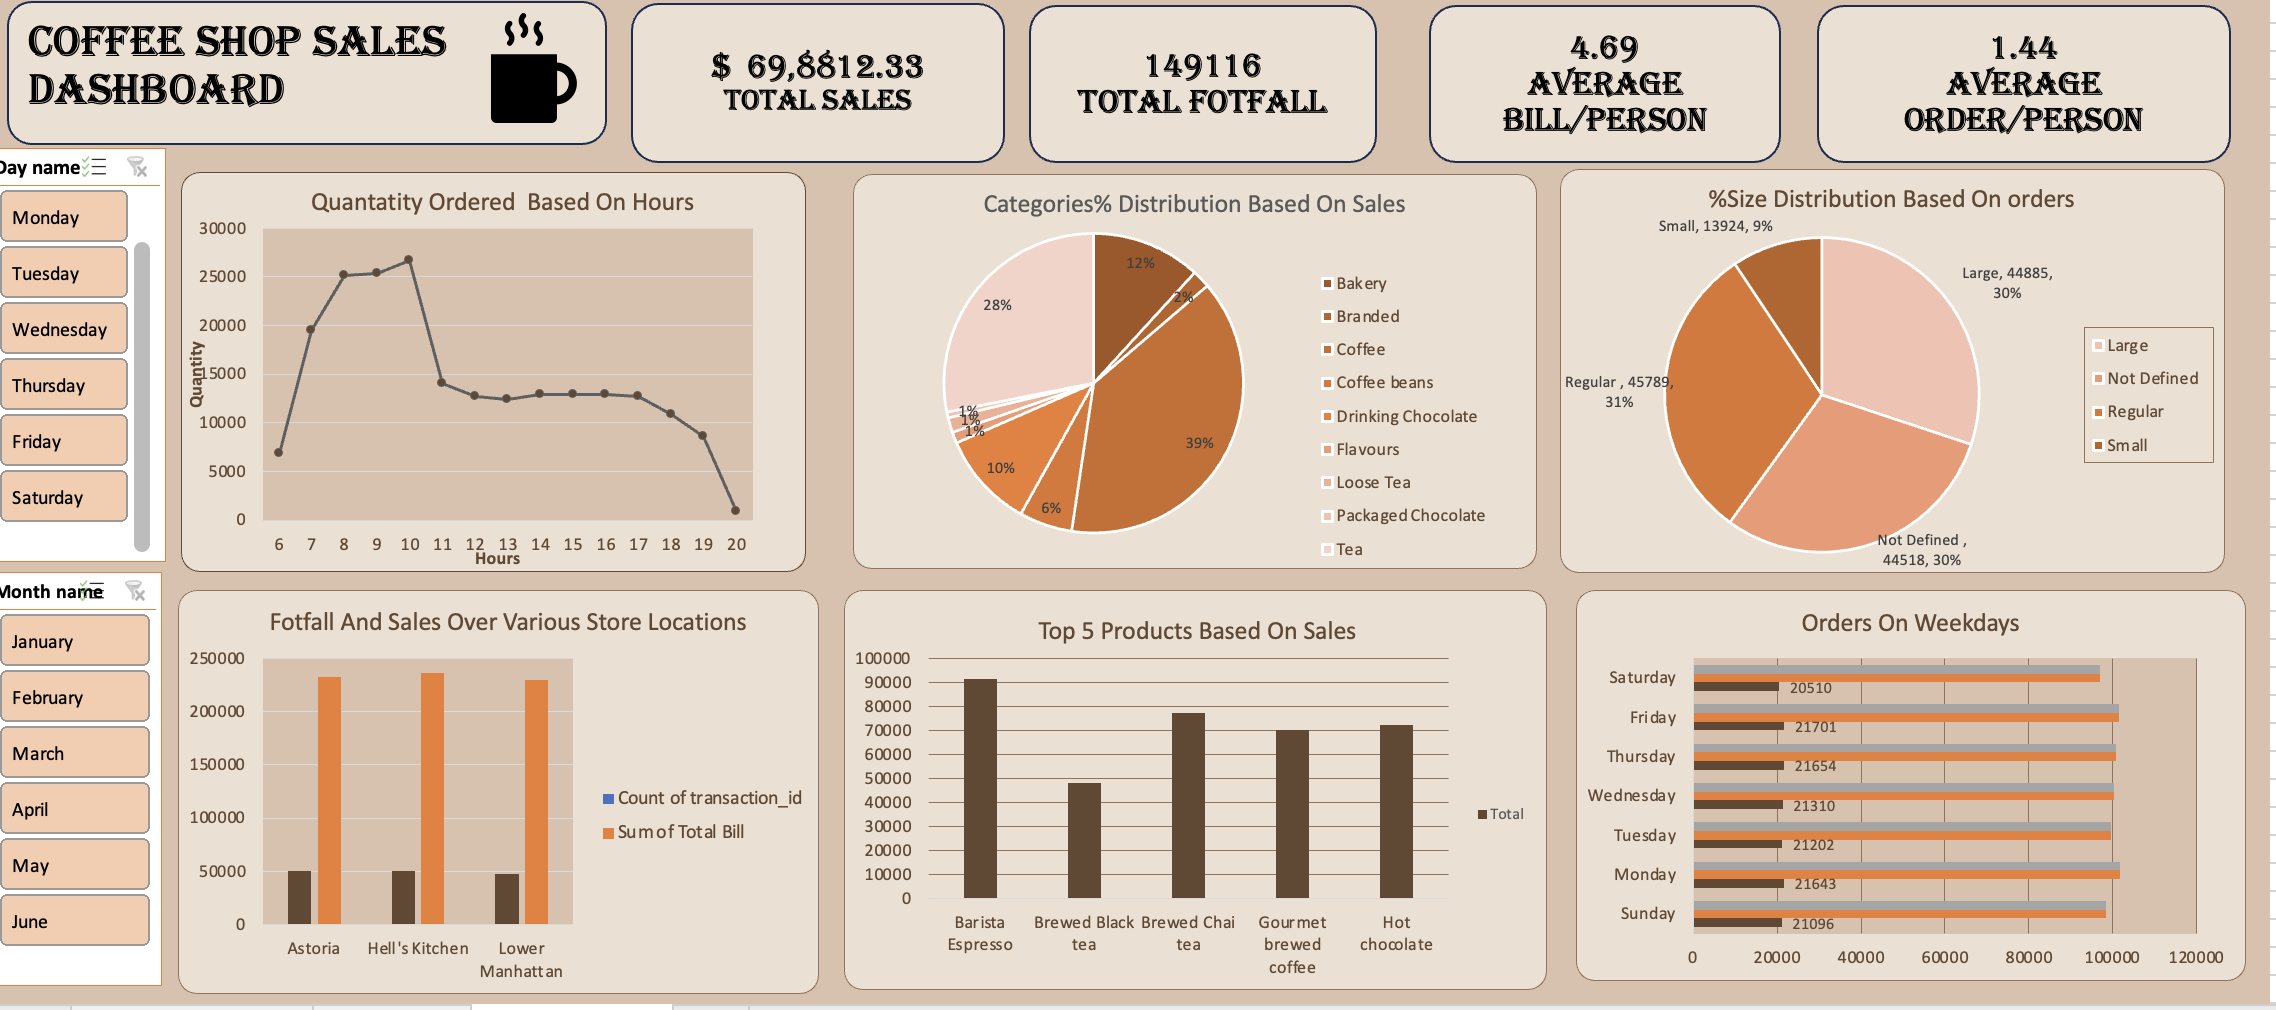 COFFEE SHOP SALES
DASHBOARD
$ 69,8812.33
TOTAL SALES
149116
TOTAL FOTFALL
4.69
AVERAGE
BILL/PERSON
1.44
AVERAGE
ORDER/PERSON
Day name
Monday
Tuesday
Wednesday
Thursday
Friday
Saturday
Month name
January
February
March
April
May
June
Quantatity Ordered Based On Hours
30000
25000
20000
15000
10000
5000
0
Quantity
6 7 8 9 10 11 12 13 14 15 16 17 18 19 20
Hours
Categories% Distribution Based On Sales
12%
2%
39%
6%
10%
1%
1%
1%
28%
Bakery
Branded
Coffee
Coffee beans
Drinking Chocolate
Flavours
Loose Tea
Packaged Chocolate
Tea
%Size Distribution Based On orders
Small, 13924, 9%
Large, 44885,
30%
Regular , 45789,
31%
Not Defined ,
44518, 30%
Large
Not Defined
Regular
Small
Fotfall And Sales Over Various Store Locations
250000
200000
150000
100000
50000
0
Astoria Hell's Kitchen Lower
Manhattan
Count of transaction_id
Sum of Total Bill
Top 5 Products Based On Sales
100000
90000
80000
70000
60000
50000
40000
30000
20000
10000
0
Barista Brewed Black Brewed Chai Gourmet Hot
Espresso tea tea brewed chocolate
coffee
Total
Orders On Weekdays
Saturday
20510
Friday
21701
Thursday
21654
Wednesday
21310
Tuesday
21202
Monday
21643
Sunday
21096
0 20000 40000 60000 80000 100000 120000